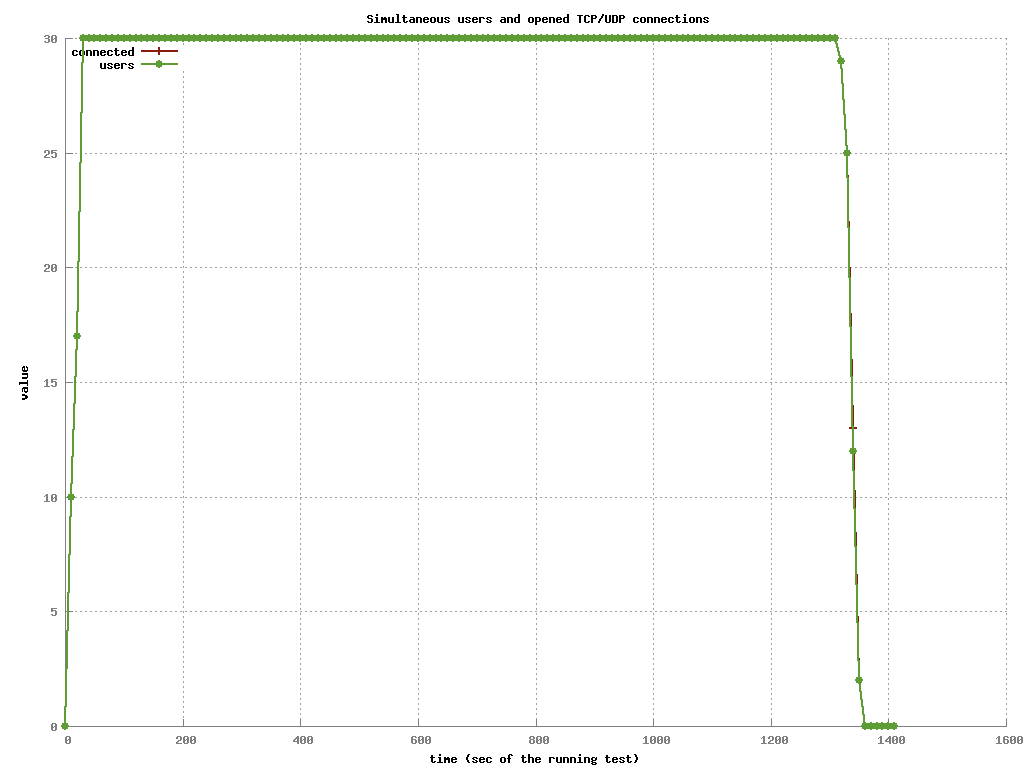 Simultaneous users and opened TCP/UDP connections
30
connected
users
25
20
15
value
10
5
0
0 200 400 600 800 1000 1200 1400 1600
time (sec of the running test)